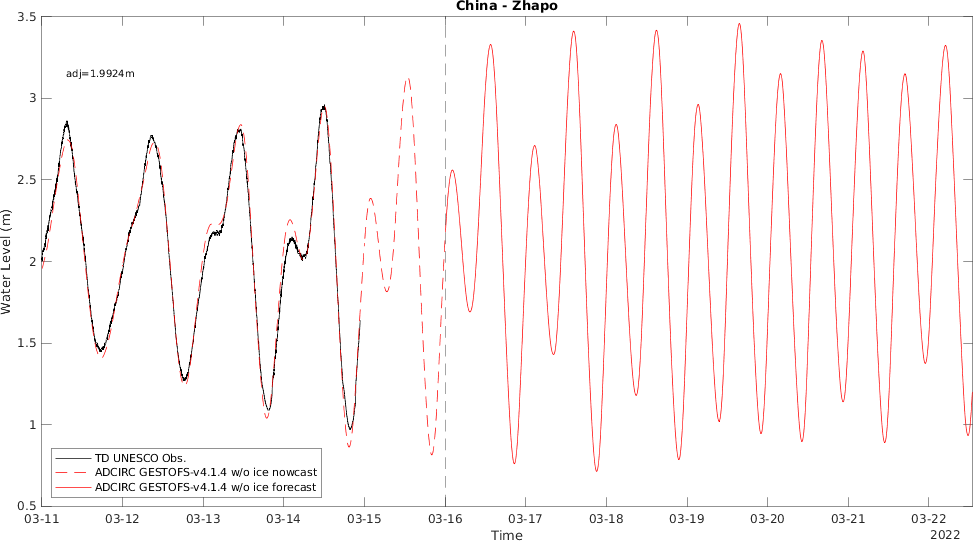 China - Zhapo
adj=1.9924m
Water Level (m)
3.5
3
2.5
2
1.5
1
0.5
TD UNESCO Obs.
ADCIRC GESTOFS-v4.1.4 w/o ice nowcast
ADCIRC GESTOFS-v4.1.4 w/o ice forecast
03-11 03-12 03-13 03-14 03-15 03-16 03-17 03-18 03-19 03-20 03-21 03-22
2022
Time